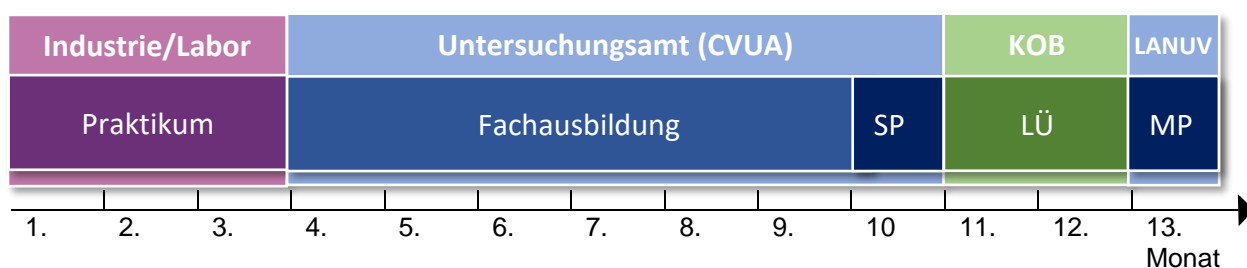 Industrie/Labor Untersuchungsamt (CVUA) KOB LANUV
Praktikum Fachausbildung SP LÜ MP
1. 2. 3. 4. 5. 6. 7. 8. 9. 10 11. 12. 13.
Monat